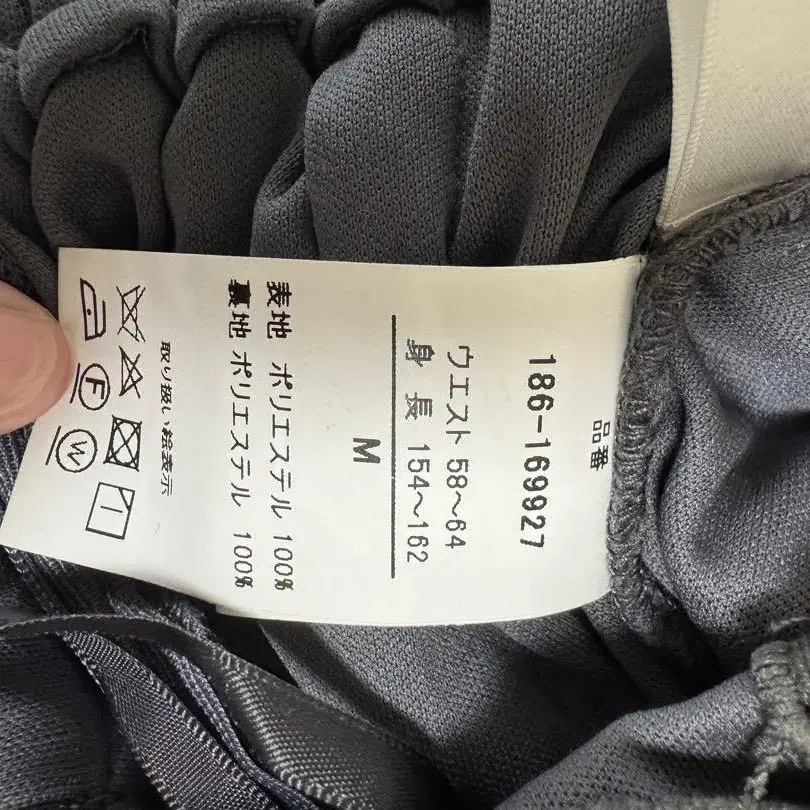 品番
186-169927
ウエスト 58～64
身 長 154～162
M
表地 ポリエステル 100%
裏地 ポリエステル 100%
取り扱い絵表示
F
W